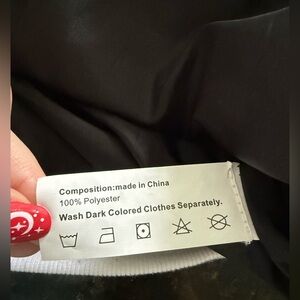 Composition:made in China
100% Polyester
Wash Dark Colored Clothes Separately.